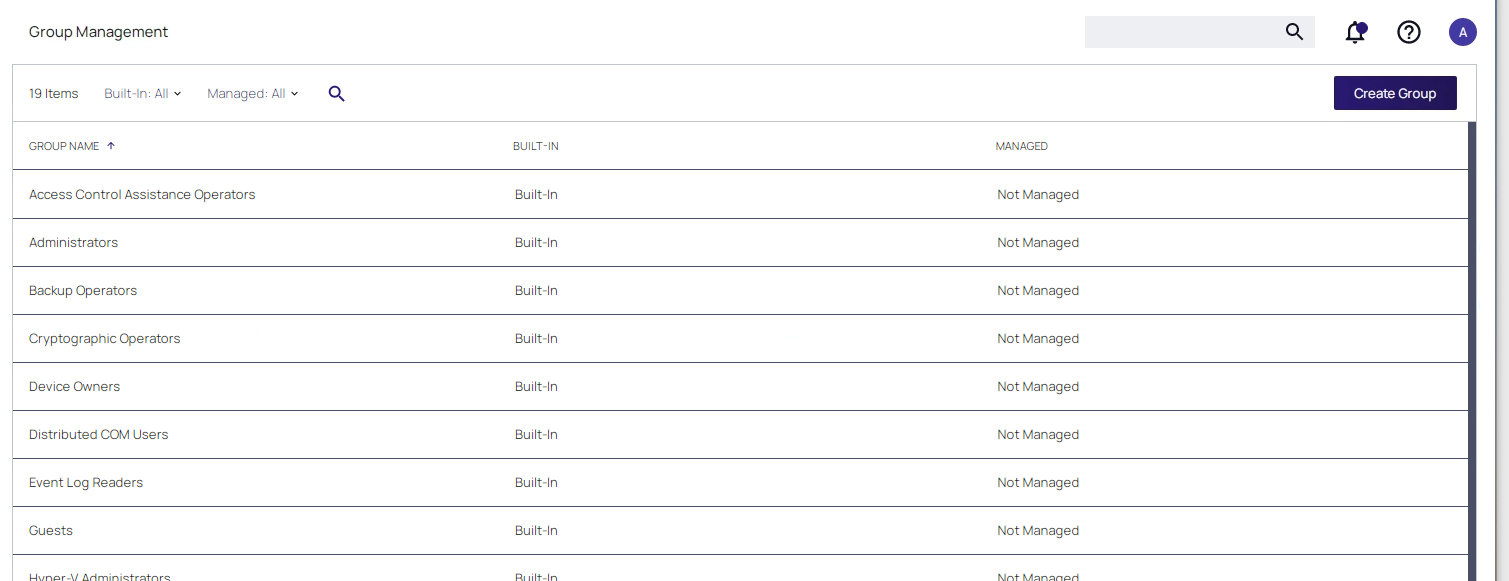 Group Management
A
19 Items Built-In: All Managed: All
Create Group
GROUP NAME BUILT-IN MANAGED
Access Control Assistance Operators Built-In Not Managed
Administrators Built-In Not Managed
Backup Operators Built-In Not Managed
Cryptographic Operators Built-In Not Managed
Device Owners Built-In Not Managed
Distributed COM Users Built-In Not Managed
Event Log Readers Built-In Not Managed
Guests Built-In Not Managed
Hyper-V Administrators Built-In Not Managed